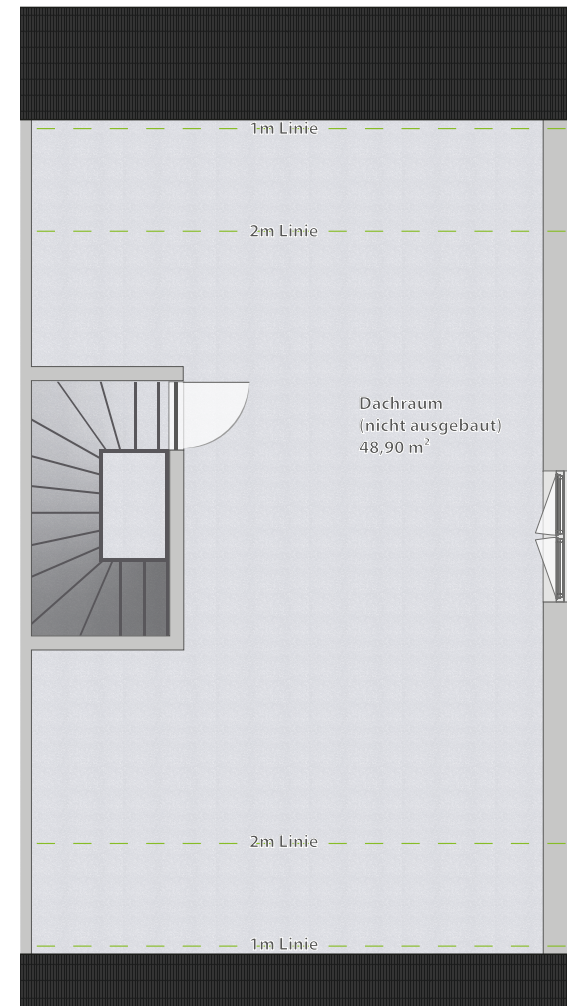 1m Linie
2m Linie
Dachraum
(nicht ausgebaut)
48,90 m²
2m Linie
1m Linie